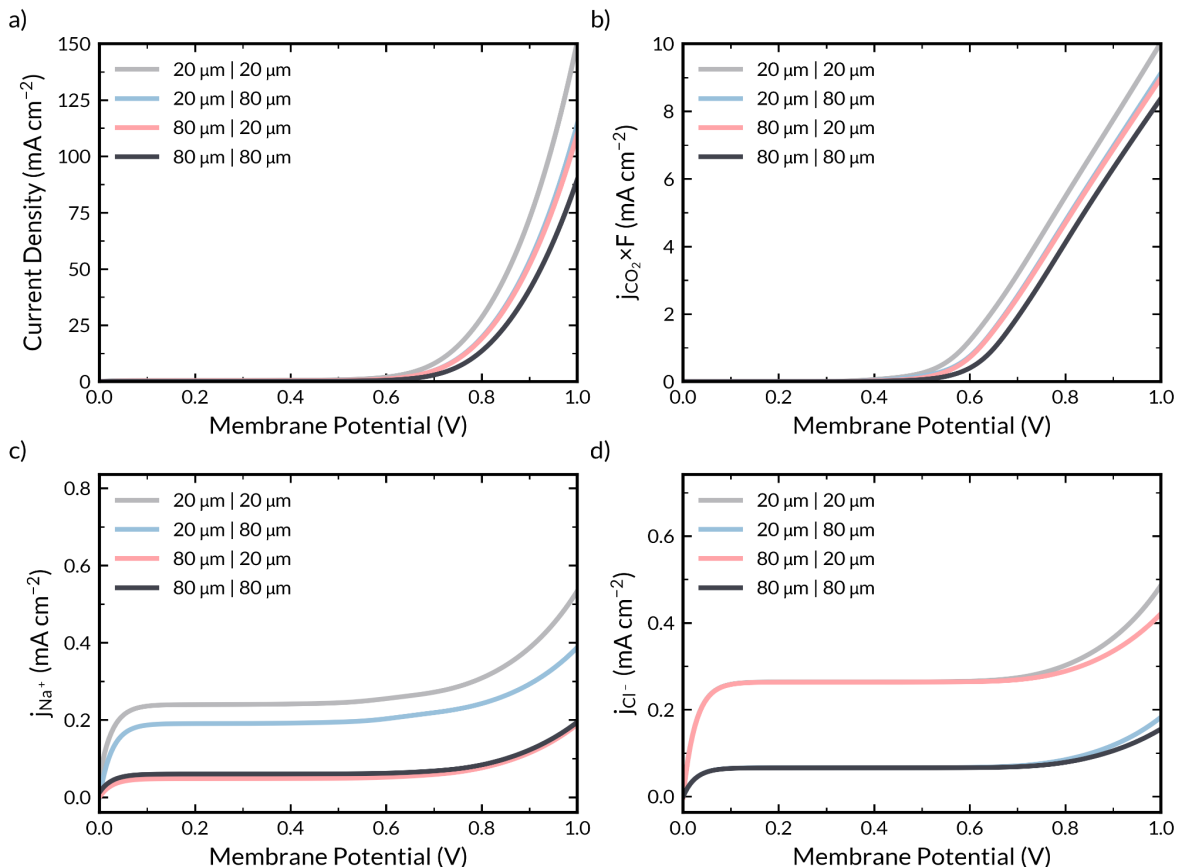 a)
150
125
100
75
50
25
0
Current Density (mA cm⁻²)
20 μm | 20 μm
20 μm | 80 μm
80 μm | 20 μm
80 μm | 80 μm
0.0 0.2 0.4 0.6 0.8 1.0
Membrane Potential (V)
b)
10
8
6
4
2
0
jCO₂×F (mA cm⁻²)
20 μm | 20 μm
20 μm | 80 μm
80 μm | 20 μm
80 μm | 80 μm
0.0 0.2 0.4 0.6 0.8 1.0
Membrane Potential (V)
c)
0.8
0.6
0.4
0.2
0.0
jNa⁺ (mA cm⁻²)
20 μm | 20 μm
20 μm | 80 μm
80 μm | 20 μm
80 μm | 80 μm
0.0 0.2 0.4 0.6 0.8 1.0
Membrane Potential (V)
d)
0.6
0.4
0.2
0.0
jCl⁻ (mA cm⁻²)
20 μm | 20 μm
20 μm | 80 μm
80 μm | 20 μm
80 μm | 80 μm
0.0 0.2 0.4 0.6 0.8 1.0
Membrane Potential (V)